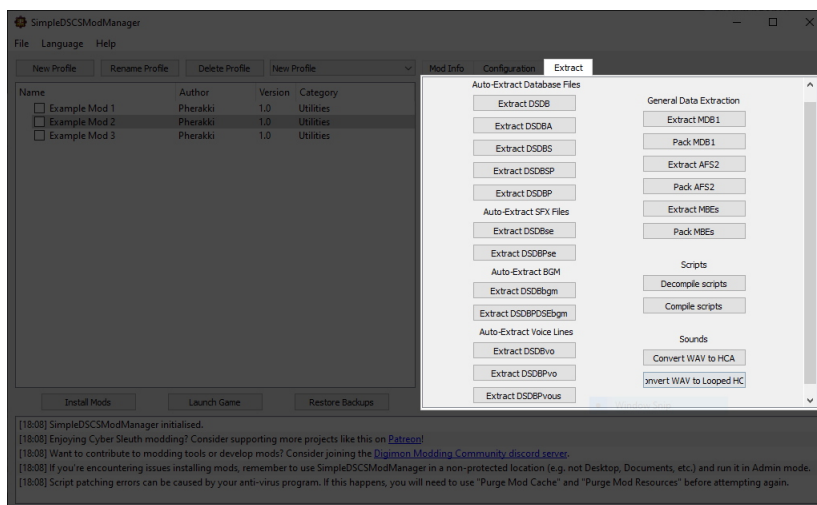 SimpleDSCSModManager
File Language Help
New Profile Rename Profile Delete Profile New Profile
Name Author Version Category
Example Mod 1 Pherakki 1.0 Utilities
Example Mod 2 Pherakki 1.0 Utilities
Example Mod 3 Pherakki 1.0 Utilities
Install Mods Launch Game Restore Backups
Mod Info Configuration Extract
Auto-Extract Database Files
Extract DSDB
Extract DSDBA
Extract DSDBS
Extract DSDBSP
Extract DSDBP
Auto-Extract SFX Files
Extract DSDBse
Extract DSDBPse
Auto-Extract BGM
Extract DSDBbgm
Extract DSDBPDSEbgm
Auto-Extract Voice Lines
Extract DSDBvo
Extract DSDBPvo
Extract DSDBPvous
General Data Extraction
Extract MDB1
Pack MDB1
Extract AFS2
Pack AFS2
Extract MBEs
Pack MBEs
Scripts
Decompile scripts
Compile scripts
Sounds
Convert WAV to HCA
onvert WAV to Looped HC
[18:08] SimpleDSCSModManager initialised.
[18:08] Enjoying Cyber Sleuth modding? Consider supporting more projects like this on Patreon!
[18:08] Want to contribute to modding tools or develop mods? Consider joining the Digimon Modding Community discord server.
[18:08] If you're encountering issues installing mods, remember to use SimpleDSCSModManager in a non-protected location (e.g. not Desktop, Documents, etc.) and run it in Admin mode.
[18:08] Script patching errors can be caused by your anti-virus program. If this happens, you will need to use "Purge Mod Cache" and "Purge Mod Resources" before attempting again.